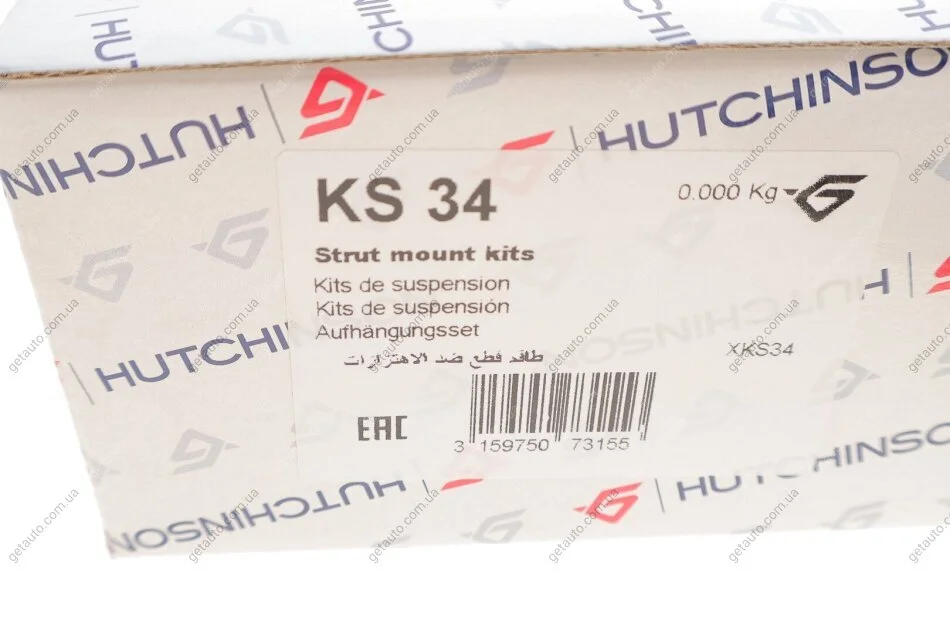 HUTCHINSON
KS 34
0.000 Kg
Strut mount kits
Kits de suspension
Kits de suspensión
Aufhängungsset
طاقم قطع ضد الاهتزازات
XKS34
EAC
3 159750 73155
HUTCHINSON
getauto.com.ua